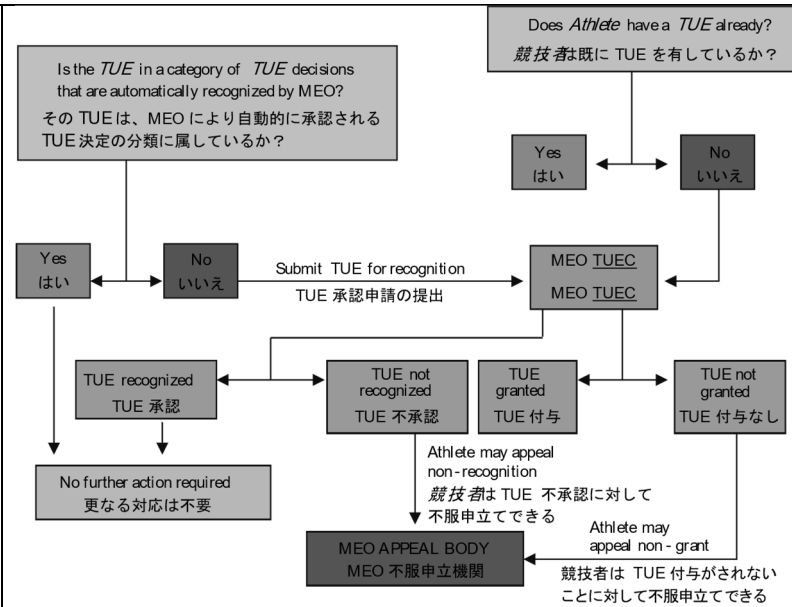 Does Athlete have a TUE already?
競技者は既に TUE を有しているか？
Is the TUE in a category of TUE decisions
that are automatically recognized by MEO?
その TUE は、MEO により自動的に承認される
TUE 決定の分類に属しているか？
Yes
はい
No
いいえ
Yes
はい
No
いいえ
Submit TUE for recognition
TUE 承認申請の提出
MEO TUEC
MEO TUEC
TUE recognized
TUE 承認
TUE not
recognized
TUE 不承認
TUE
granted
TUE 付与
TUE not
granted
TUE 付与なし
No further action required
更なる対応は不要
Athlete may appeal
non-recognition
競技者は TUE 不承認に対して
不服申立てできる
MEO APPEAL BODY
MEO 不服申立機関
Athlete may
appeal non-grant
競技者は TUE 付与がされない
ことに対して不服申立てできる